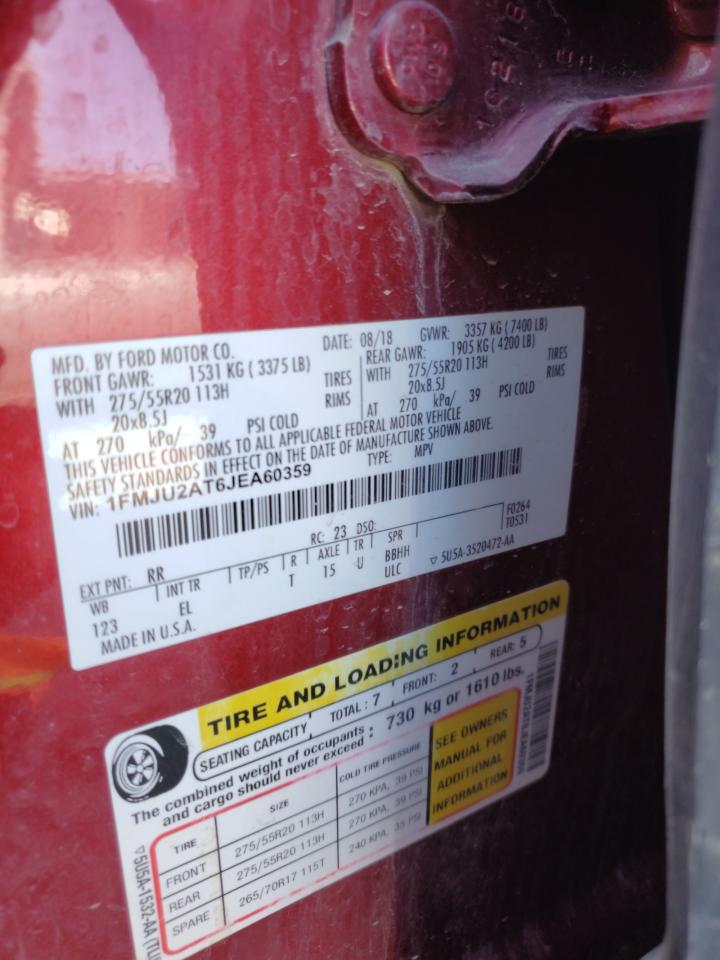 10218
MFD. BY FORD MOTOR CO.
DATE: 08/18 GVWR: 3357 KG ( 7400 LB)
FRONT GAWR: 1531 KG ( 3375 LB)
WITH 275/55R20 113H TIRES
20x8.5J RIMS
AT 270 kPa/ 39 PSI COLD
REAR GAWR: 1905 KG ( 4200 LB)
WITH 275/55R20 113H TIRES
20x8.5J RIMS
AT 270 kPa/ 39 PSI COLD
THIS VEHICLE CONFORMS TO ALL APPLICABLE FEDERAL MOTOR VEHICLE
SAFETY STANDARDS IN EFFECT ON THE DATE OF MANUFACTURE SHOWN ABOVE.
VIN: 1FMJU2AT6JEA60359 TYPE: MPV
F0264
T0531
EXT PNT: RR RC: 23 DSO:
WB INT TR TP/PS R AXLE TR SPR
123 EL T 15 U BBHH
ULC
MADE IN U.S.A. ▽ 5U5A-3520472-AA
TIRE AND LOADING INFORMATION
SEATING CAPACITY TOTAL : 7 FRONT: 2 REAR: 5
The combined weight of occupants
and cargo should never exceed : 730 kg or 1610 lbs.
TIRE SIZE COLD TIRE PRESSURE
FRONT 275/55R20 113H 270 KPA, 39 PSI
REAR 275/55R20 113H 270 KPA, 39 PSI
SPARE 265/70R17 115T 240 KPA, 35 PSI
SEE OWNERS
MANUAL FOR
ADDITIONAL
INFORMATION
▽5U5A-1532-AA